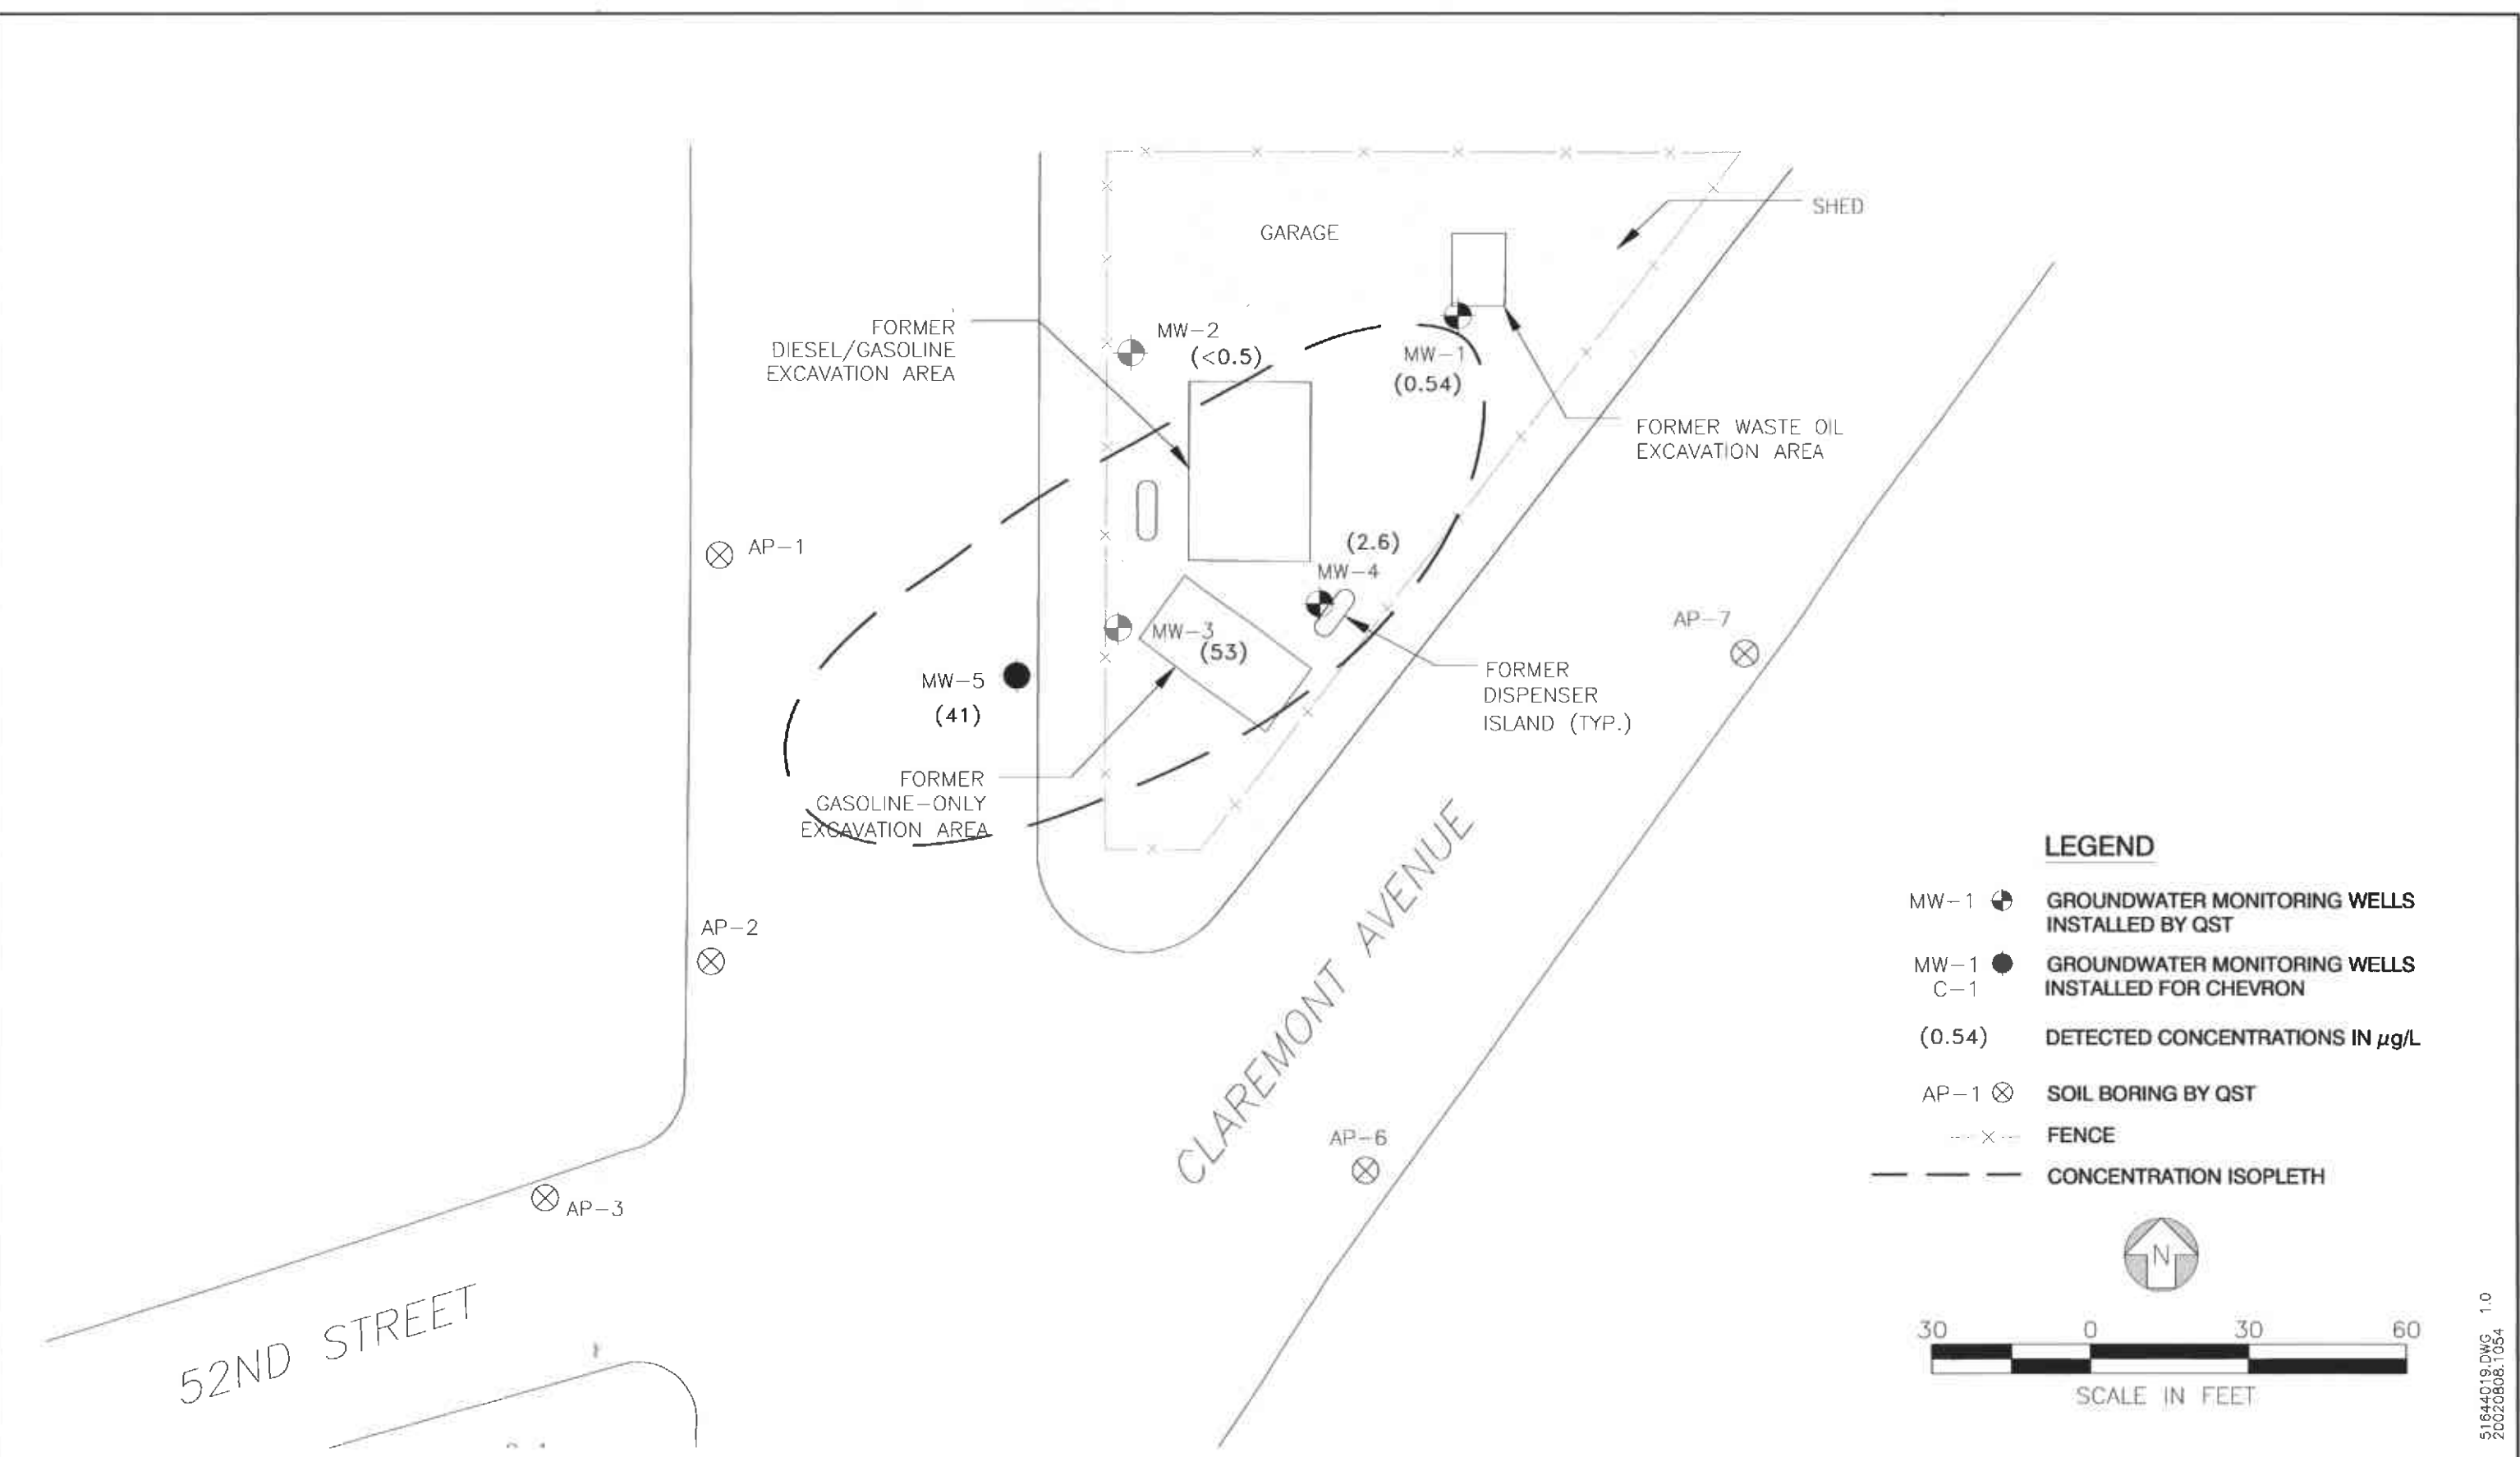 SHED
GARAGE
FORMER
DIESEL/GASOLINE
EXCAVATION AREA
MW-2
(<0.5)
MW-1
(0.54)
FORMER WASTE OIL
EXCAVATION AREA
AP-1
(2.6)
MW-4
MW-3
(53)
AP-7
MW-5
(41)
FORMER
DISPENSER
ISLAND (TYP.)
FORMER
GASOLINE-ONLY
EXCAVATION AREA
CLAREMONT AVENUE
AP-2
AP-6
AP-3
52ND STREET
LEGEND
MW-1 GROUNDWATER MONITORING WELLS
INSTALLED BY QST
MW-1 GROUNDWATER MONITORING WELLS
C-1 INSTALLED FOR CHEVRON
(0.54) DETECTED CONCENTRATIONS IN µg/L
AP-1 SOIL BORING BY QST
FENCE
CONCENTRATION ISOPLETH
N
30 0 30 60
SCALE IN FEET
51644019.DWG 1.0
20020808.1054